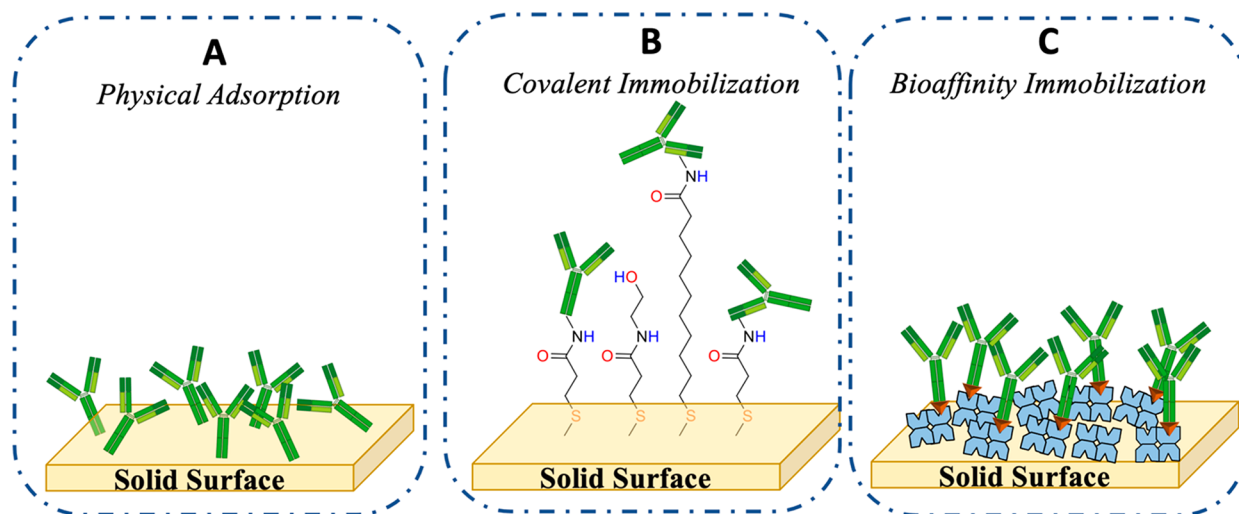 A
Physical Adsorption
Solid Surface
B
Covalent Immobilization
NH
O
HO
NH
O
NH
O
NH
O
S
S
S
S
Solid Surface
C
Bioaffinity Immobilization
Solid Surface